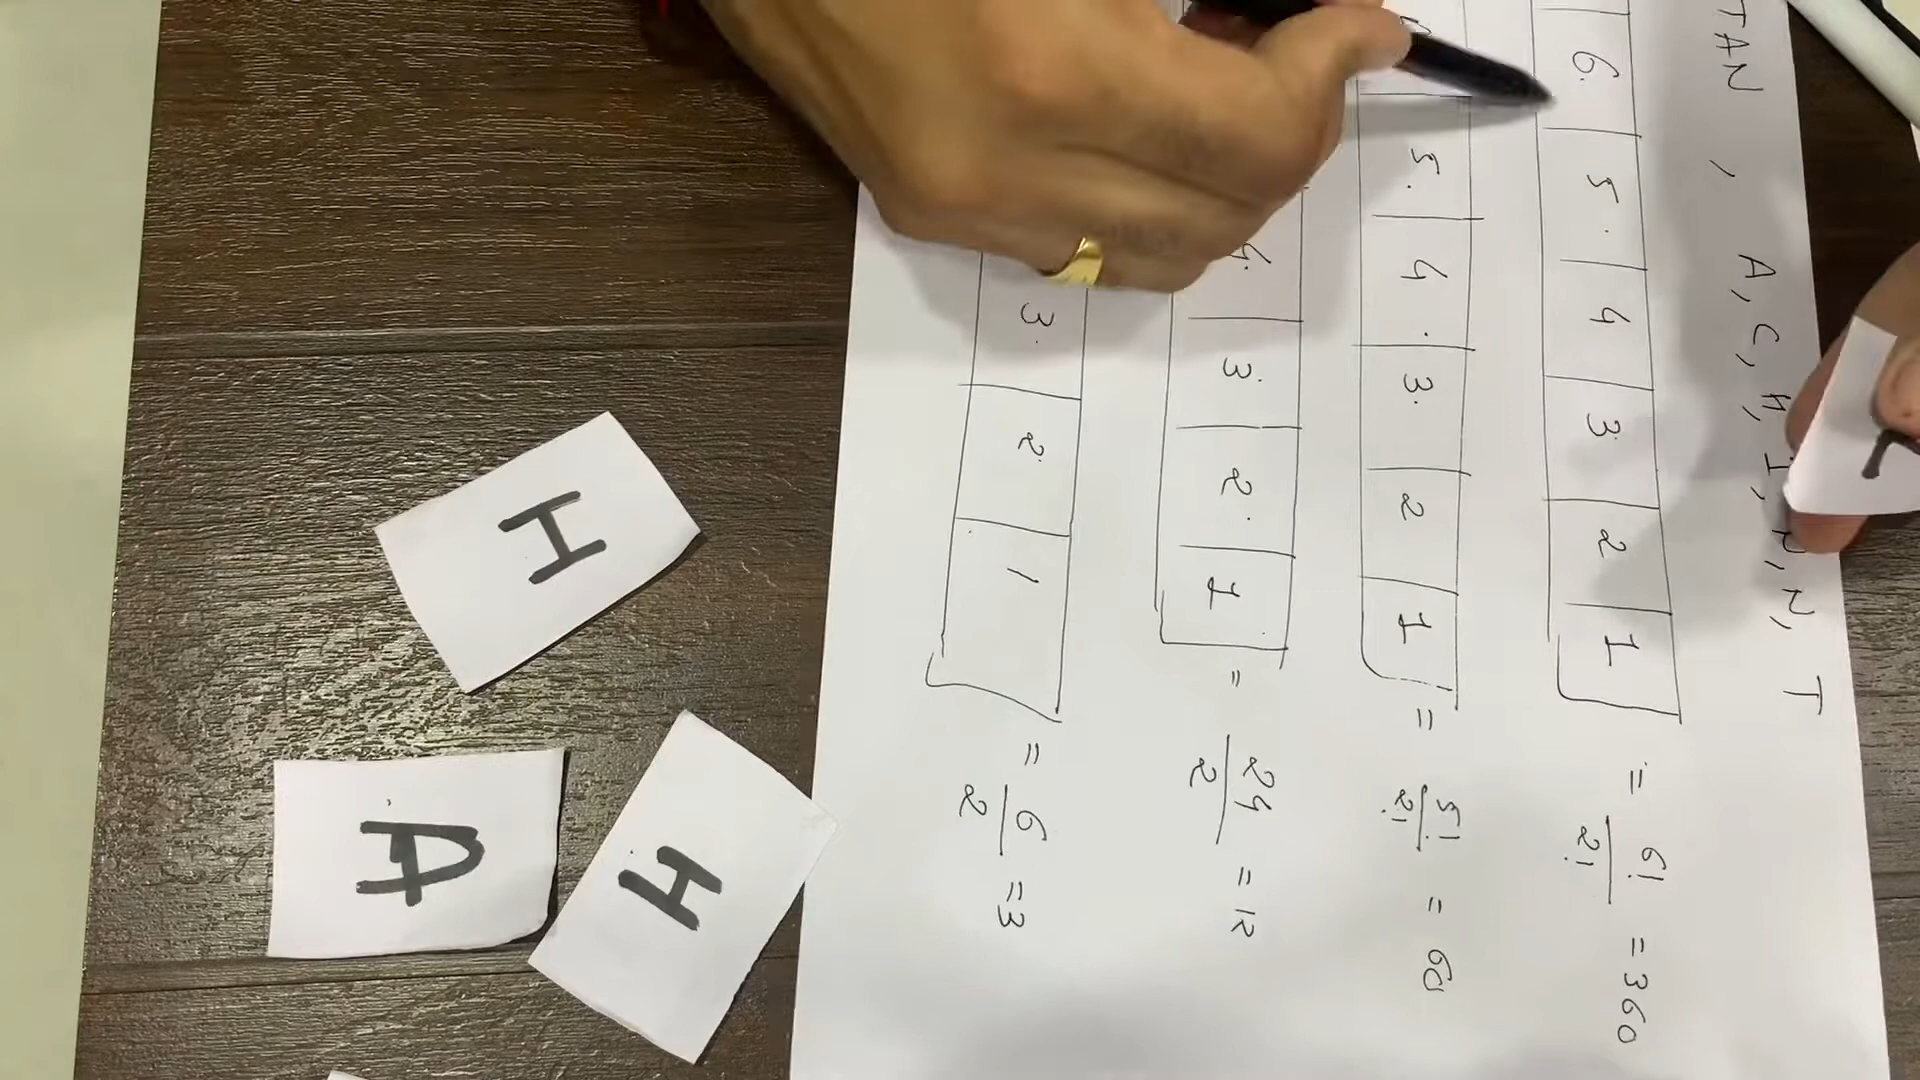 TAN , A, C, H, I, N, N, T
6. 5. 4 3 2 1 = 6! / 2! = 360
5. 4. 3. 2 1 = 5! / 2! = 60
4. 3. 2. 1 = 24 / 2 = 12
3. 2. 1 = 6 / 2 = 3
H
H
A